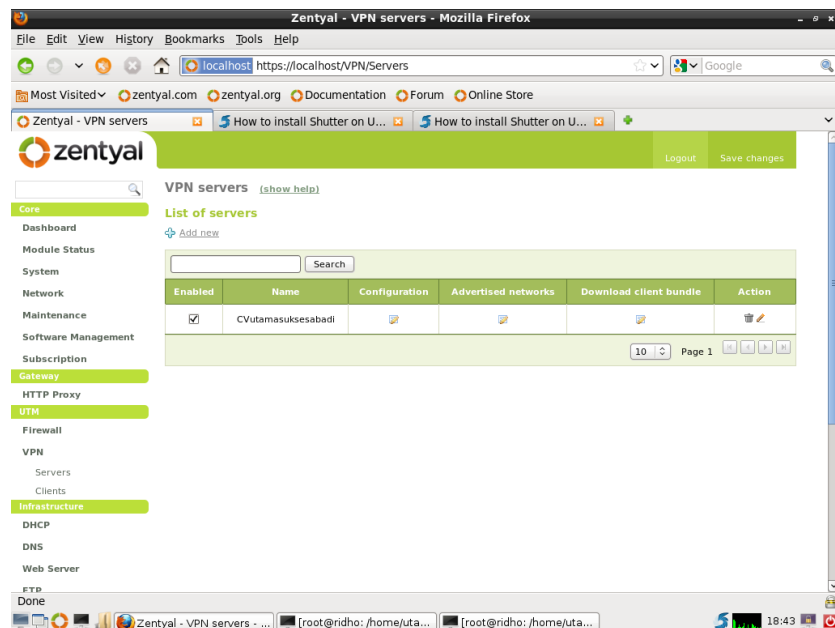 Zentyal - VPN servers - Mozilla Firefox
File Edit View History Bookmarks Tools Help
localhost https://localhost/VPN/Servers
Google
Most Visited zentyal.com zentyal.org Documentation Forum Online Store
Zentyal - VPN servers
How to install Shutter on U...
How to install Shutter on U...
zentyal
Logout Save changes
VPN servers (show help)
List of servers
Add new
Search
Enabled Name Configuration Advertised networks Download client bundle Action
CVutamasuksesabadi
10 Page 1
Core
Dashboard
Module Status
System
Network
Maintenance
Software Management
Subscription
Gateway
HTTP Proxy
UTM
Firewall
VPN
Servers
Clients
Infrastructure
DHCP
DNS
Web Server
FTP
Done
Zentyal - VPN servers - ...
[root@ridho: /home/uta...
[root@ridho: /home/uta...
18:43